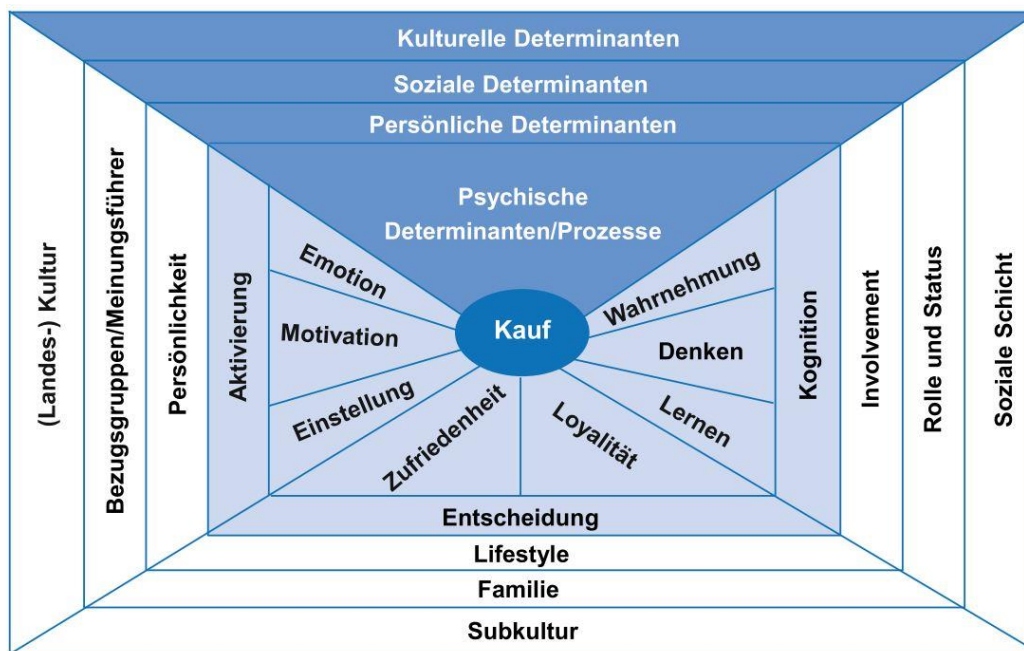 Kulturelle Determinanten
Soziale Determinanten
Persönliche Determinanten
Psychische
Determinanten/Prozesse
(Landes-) Kultur
Bezugsgruppen/Meinungsführer
Persönlichkeit
Aktivierung
Emotion
Motivation
Einstellung
Zufriedenheit
Kauf
Loyalität
Wahrnehmung
Denken
Lernen
Kognition
Involvement
Rolle und Status
Soziale Schicht
Entscheidung
Lifestyle
Familie
Subkultur